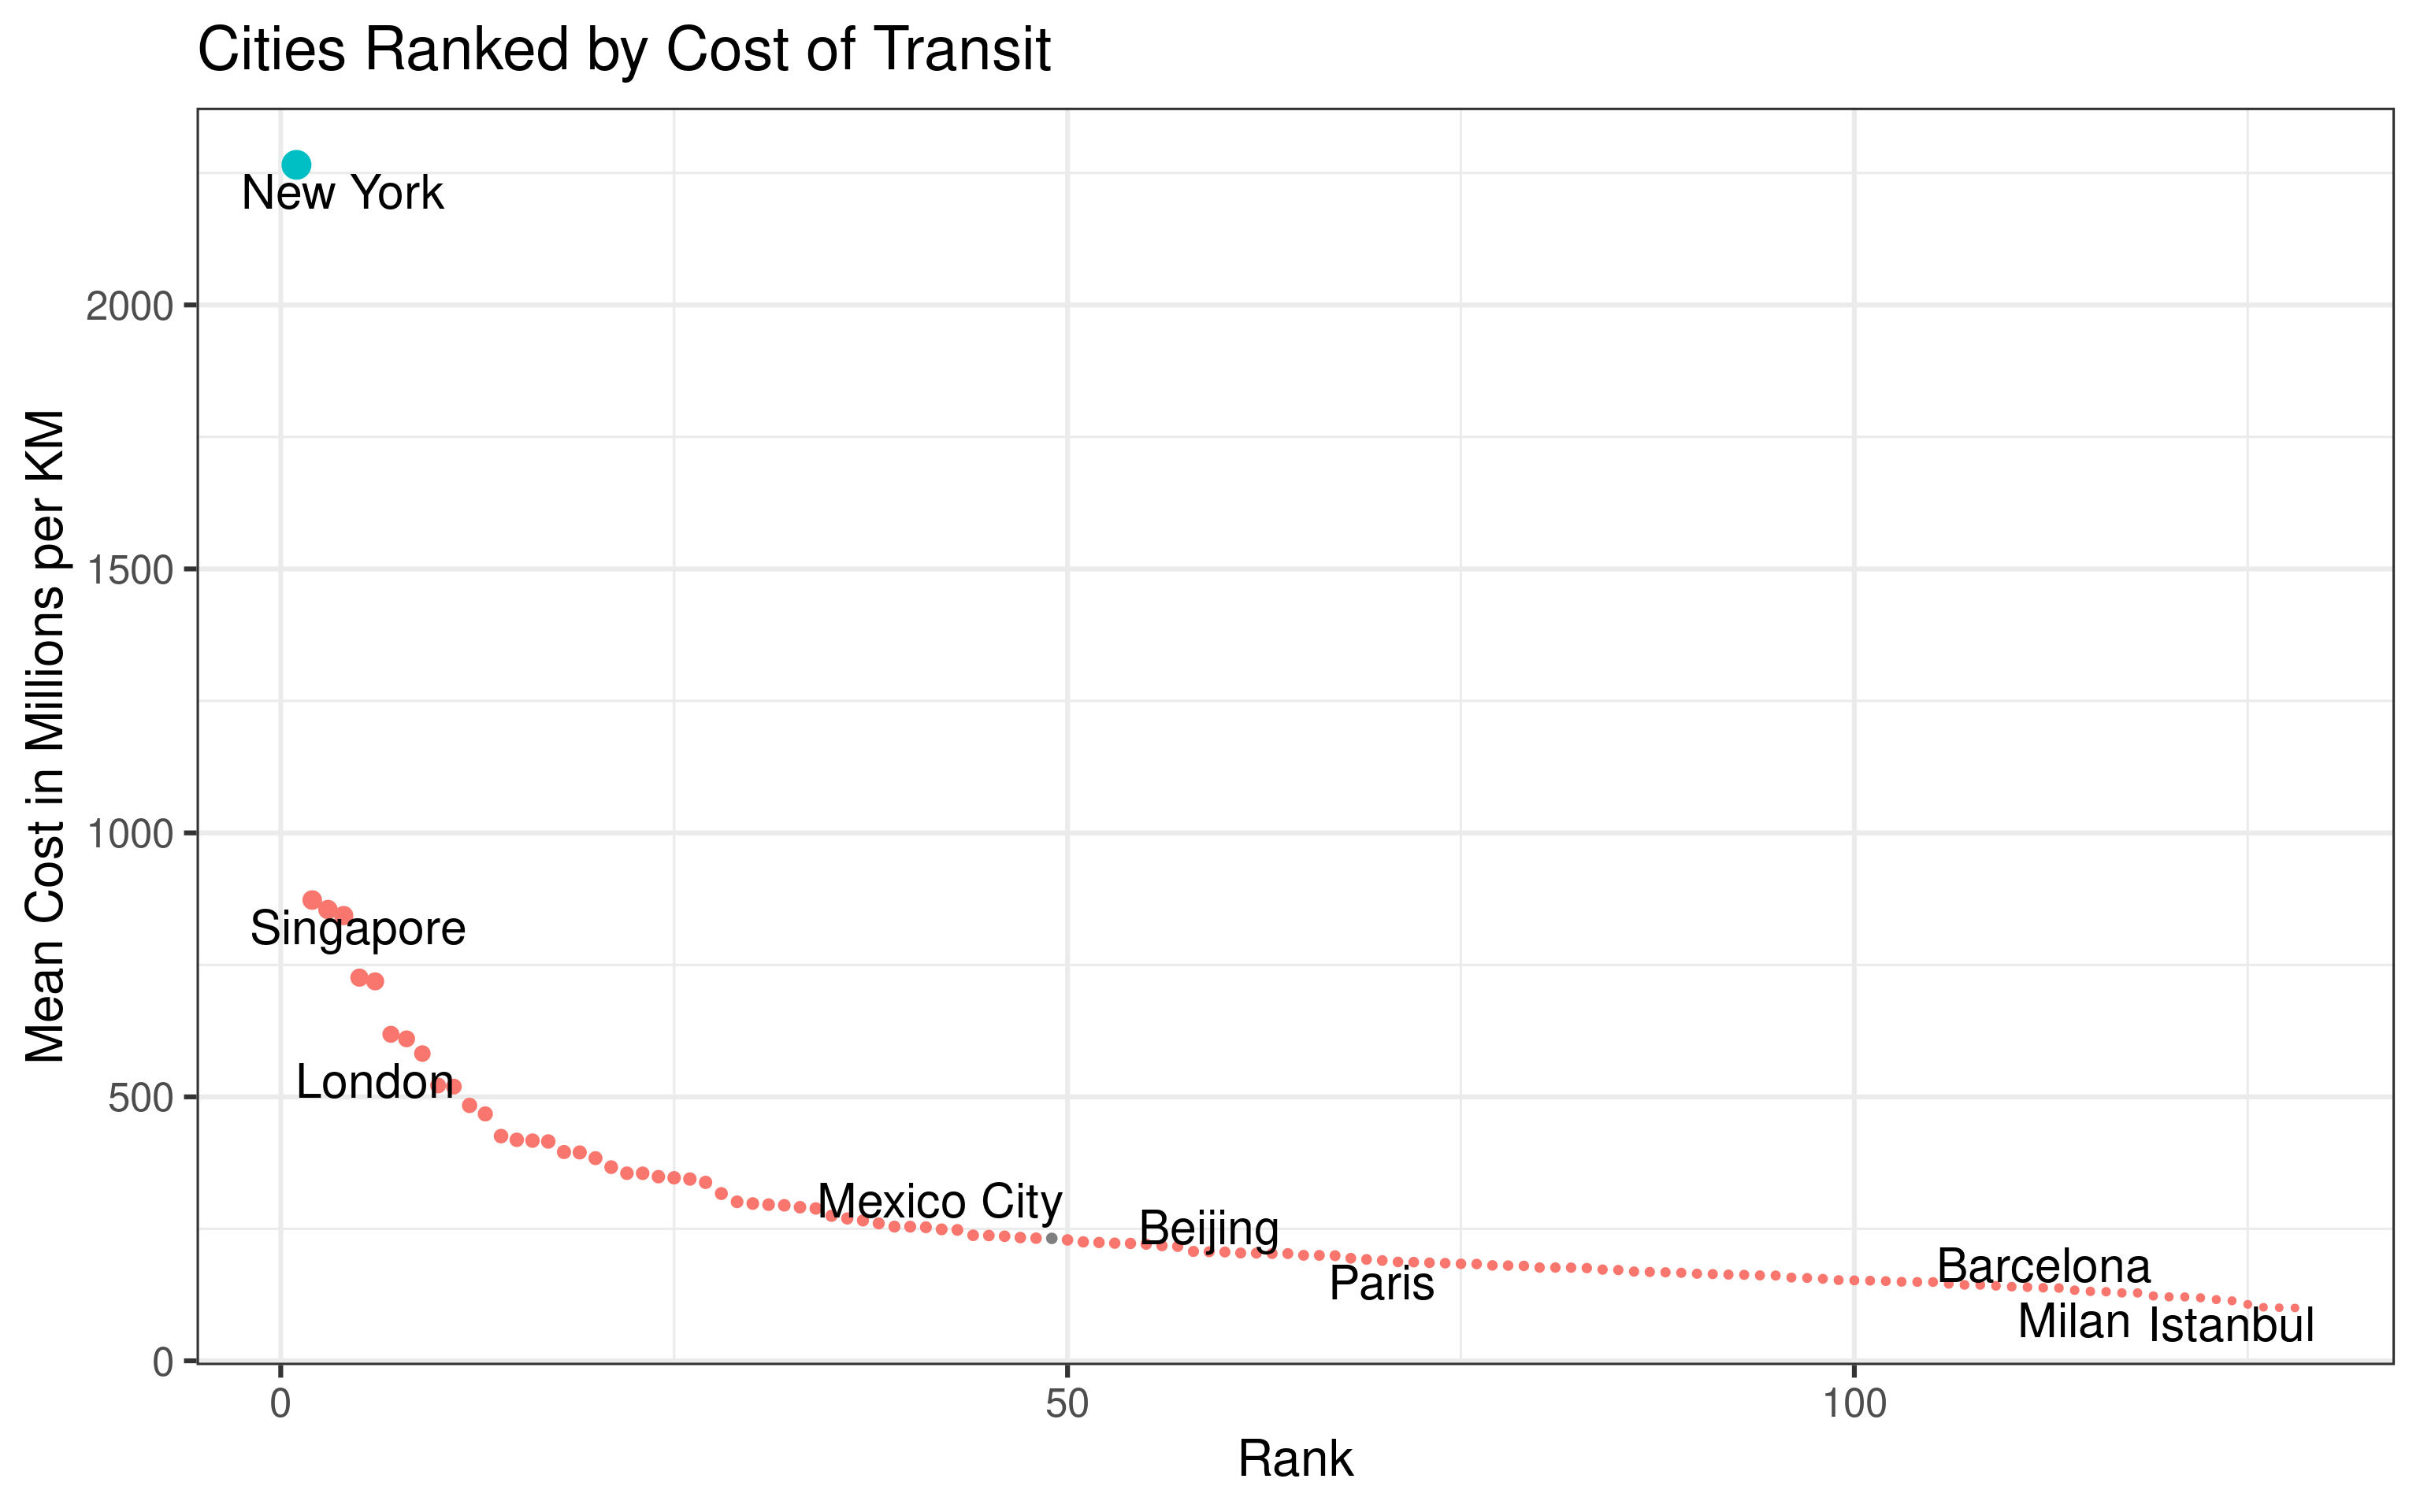 Cities Ranked by Cost of Transit
Mean Cost in Millions per KM
2000
1500
1000
500
0
New York
Singapore
London
Mexico City
Beijing
Paris
Barcelona
Milan
Istanbul
0
50
100
Rank